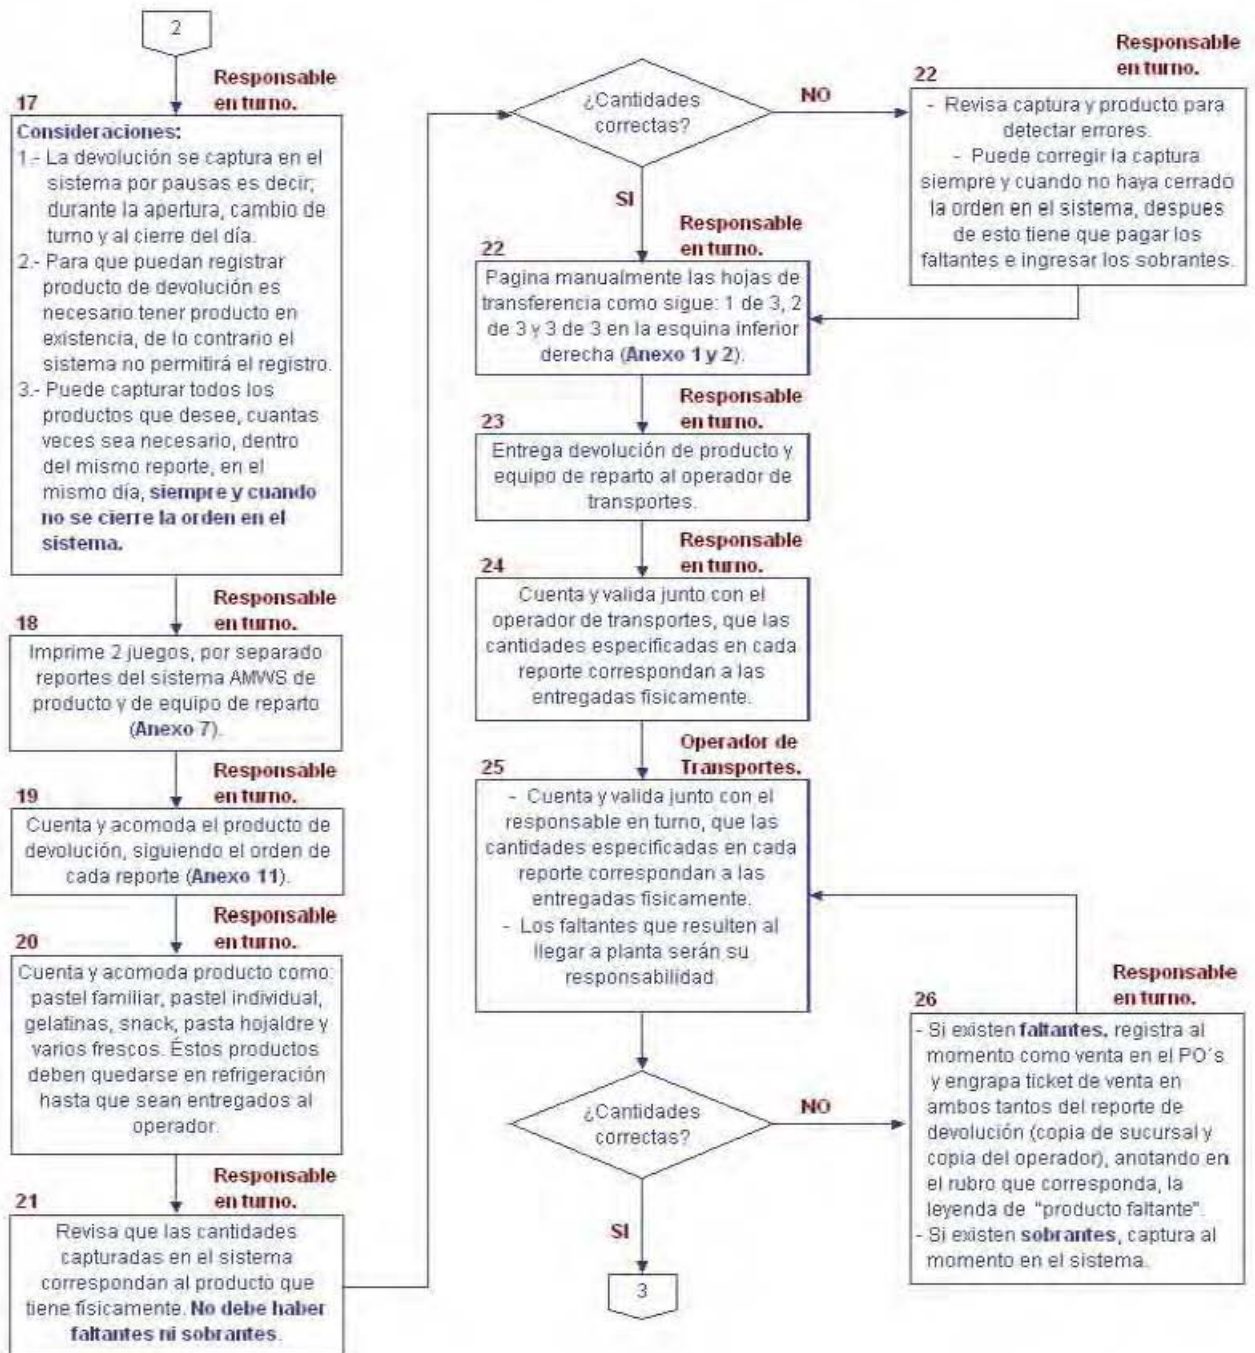 2
Responsable
en turno.
17
Consideraciones:
1.- La devolución se captura en el
sistema por pausas es decir,
durante la apertura, cambio de
turno y al cierre del día.
2.- Para que puedan registrar
producto de devolución es
necesario tener producto en
existencia, de lo contrario el
sistema no permitirá el registro.
3.- Puede capturar todos los
productos que desee, cuantas
veces sea necesario, dentro
del mismo reporte, en el
mismo día, siempre y cuando
no se cierre la orden en el
sistema.
Responsable
en turno.
18
Imprime 2 juegos, por separado
reportes del sistema AMWS de
producto y de equipo de reparto
(Anexo 7).
Responsable
en turno.
19
Cuenta y acomoda el producto de
devolución, siguiendo el orden de
cada reporte (Anexo 11).
Responsable
en turno.
20
Cuenta y acomoda producto como:
pastel familiar, pastel individual,
gelatinas, snack, pasta hojaldre y
varios frescos. Éstos productos
deben quedarse en refrigeración
hasta que sean entregados al
operador.
Responsable
en turno.
21
Revisa que las cantidades
capturadas en el sistema
correspondan al producto que
tiene físicamente. No debe haber
faltantes ni sobrantes.
¿Cantidades
correctas?
NO
SI
Responsable
en turno.
22
- Revisa captura y producto para
detectar errores.
- Puede corregir la captura
siempre y cuando no haya cerrado
la orden en el sistema, despues
de esto tiene que pagar los
faltantes e ingresar los sobrantes.
Responsable
en turno.
22
Pagina manualmente las hojas de
transferencia como sigue: 1 de 3, 2
de 3 y 3 de 3 en la esquina inferior
derecha (Anexo 1 y 2).
Responsable
en turno.
23
Entrega devolución de producto y
equipo de reparto al operador de
transportes.
Responsable
en turno.
24
Cuenta y valida junto con el
operador de transportes, que las
cantidades especificadas en cada
reporte correspondan a las
entregadas físicamente.
Operador de
Transportes.
25
- Cuenta y valida junto con el
responsable en turno, que las
cantidades especificadas en cada
reporte correspondan a las
entregadas físicamente.
- Los faltantes que resulten al
llegar a planta serán su
responsabilidad.
¿Cantidades
correctas?
NO
SI
3
Responsable
en turno.
26
- Si existen faltantes, registra al
momento como venta en el PO´s
y engrapa ticket de venta en
ambos tantos del reporte de
devolución (copia de sucursal y
copia del operador), anotando en
el rubro que corresponda, la
leyenda de "producto faltante".
- Si existen sobrantes, captura al
momento en el sistema.